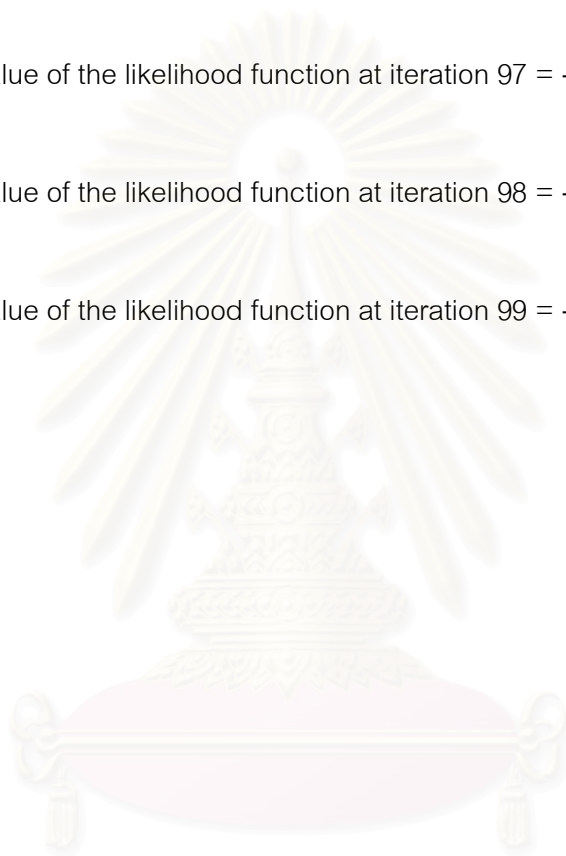 lue of the likelihood function at iteration 97 = -
lue of the likelihood function at iteration 98 = -
lue of the likelihood function at iteration 99 = -